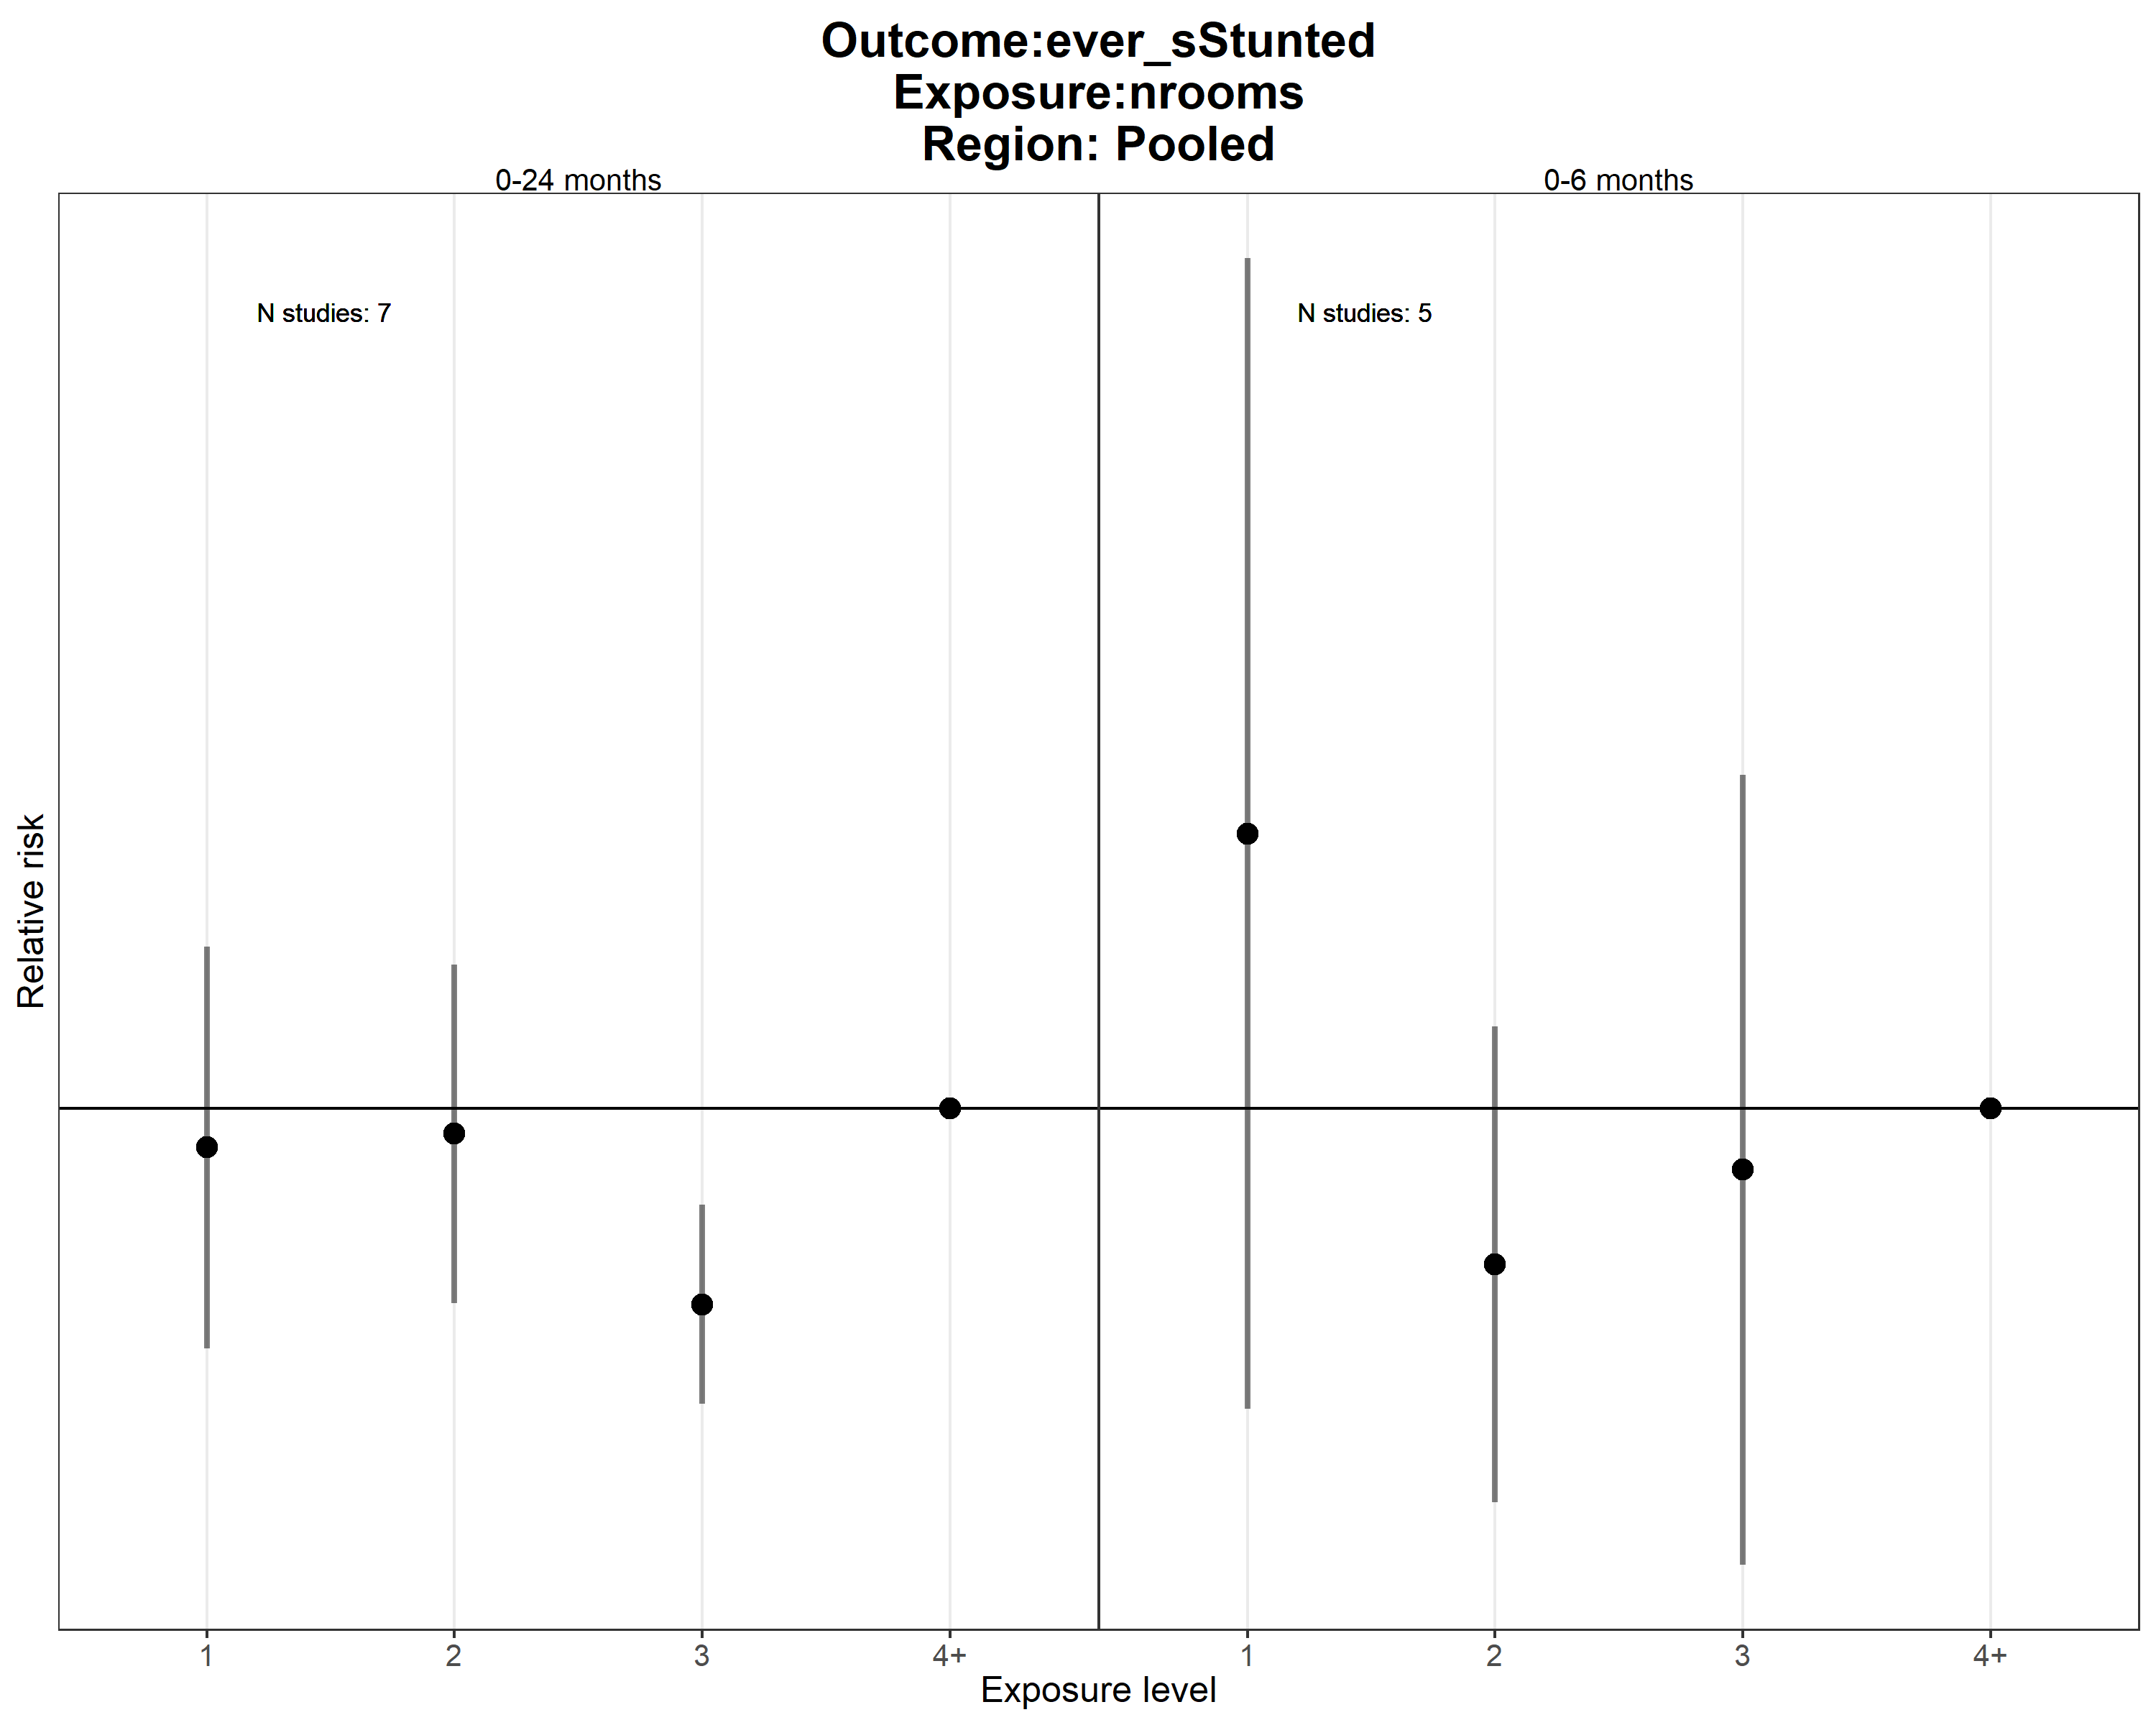 Outcome:ever_sStunted
Exposure:nrooms
Region: Pooled
0-24 months
0-6 months
N studies: 7
N studies: 5
Relative risk
1
2
3
4+
1
2
3
4+
Exposure level